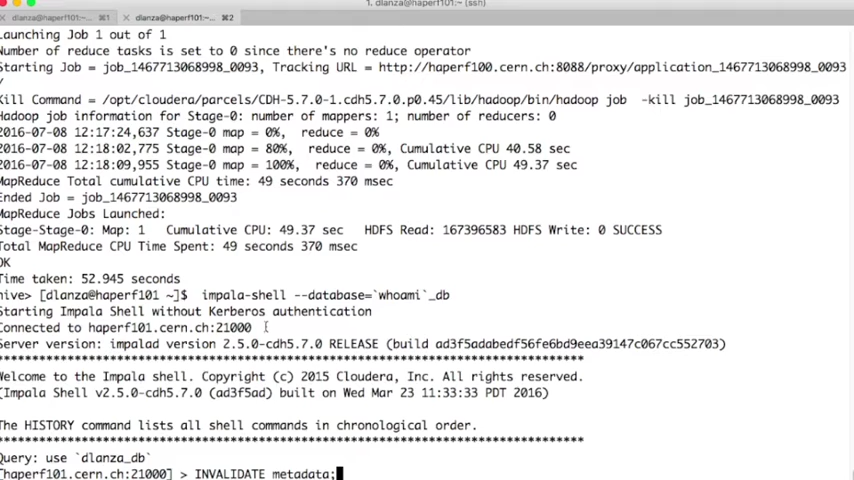 1. dlanza@haperf101:~ (ssh)
dlanza@haperf101:~... ⌘1 dlanza@haperf101:~... ⌘2
Launching Job 1 out of 1
Number of reduce tasks is set to 0 since there's no reduce operator
Starting Job = job_1467713068998_0093, Tracking URL = http://haperf100.cern.ch:8088/proxy/application_1467713068998_0093
/
Kill Command = /opt/cloudera/parcels/CDH-5.7.0-1.cdh5.7.0.p0.45/lib/hadoop/bin/hadoop job  -kill job_1467713068998_0093
Hadoop job information for Stage-0: number of mappers: 1; number of reducers: 0
2016-07-08 12:17:24,637 Stage-0 map = 0%,  reduce = 0%
2016-07-08 12:18:02,775 Stage-0 map = 80%,  reduce = 0%, Cumulative CPU 40.58 sec
2016-07-08 12:18:09,955 Stage-0 map = 100%,  reduce = 0%, Cumulative CPU 49.37 sec
MapReduce Total cumulative CPU time: 49 seconds 370 msec
Ended Job = job_1467713068998_0093
MapReduce Jobs Launched:
Stage-Stage-0: Map: 1   Cumulative CPU: 49.37 sec   HDFS Read: 167396583 HDFS Write: 0 SUCCESS
Total MapReduce CPU Time Spent: 49 seconds 370 msec
OK
Time taken: 52.945 seconds
hive> [dlanza@haperf101 ~]$  impala-shell --database=`whoami`_db
Starting Impala Shell without Kerberos authentication
Connected to haperf101.cern.ch:21000
Server version: impalad version 2.5.0-cdh5.7.0 RELEASE (build ad3f5adabedf56fe6bd9eea39147c067cc552703)
***********************************************************************************
Welcome to the Impala shell. Copyright (c) 2015 Cloudera, Inc. All rights reserved.
(Impala Shell v2.5.0-cdh5.7.0 (ad3f5ad) built on Wed Mar 23 11:33:33 PDT 2016)
The HISTORY command lists all shell commands in chronological order.
***********************************************************************************
Query: use `dlanza_db`
[haperf101.cern.ch:21000] > INVALIDATE metadata;